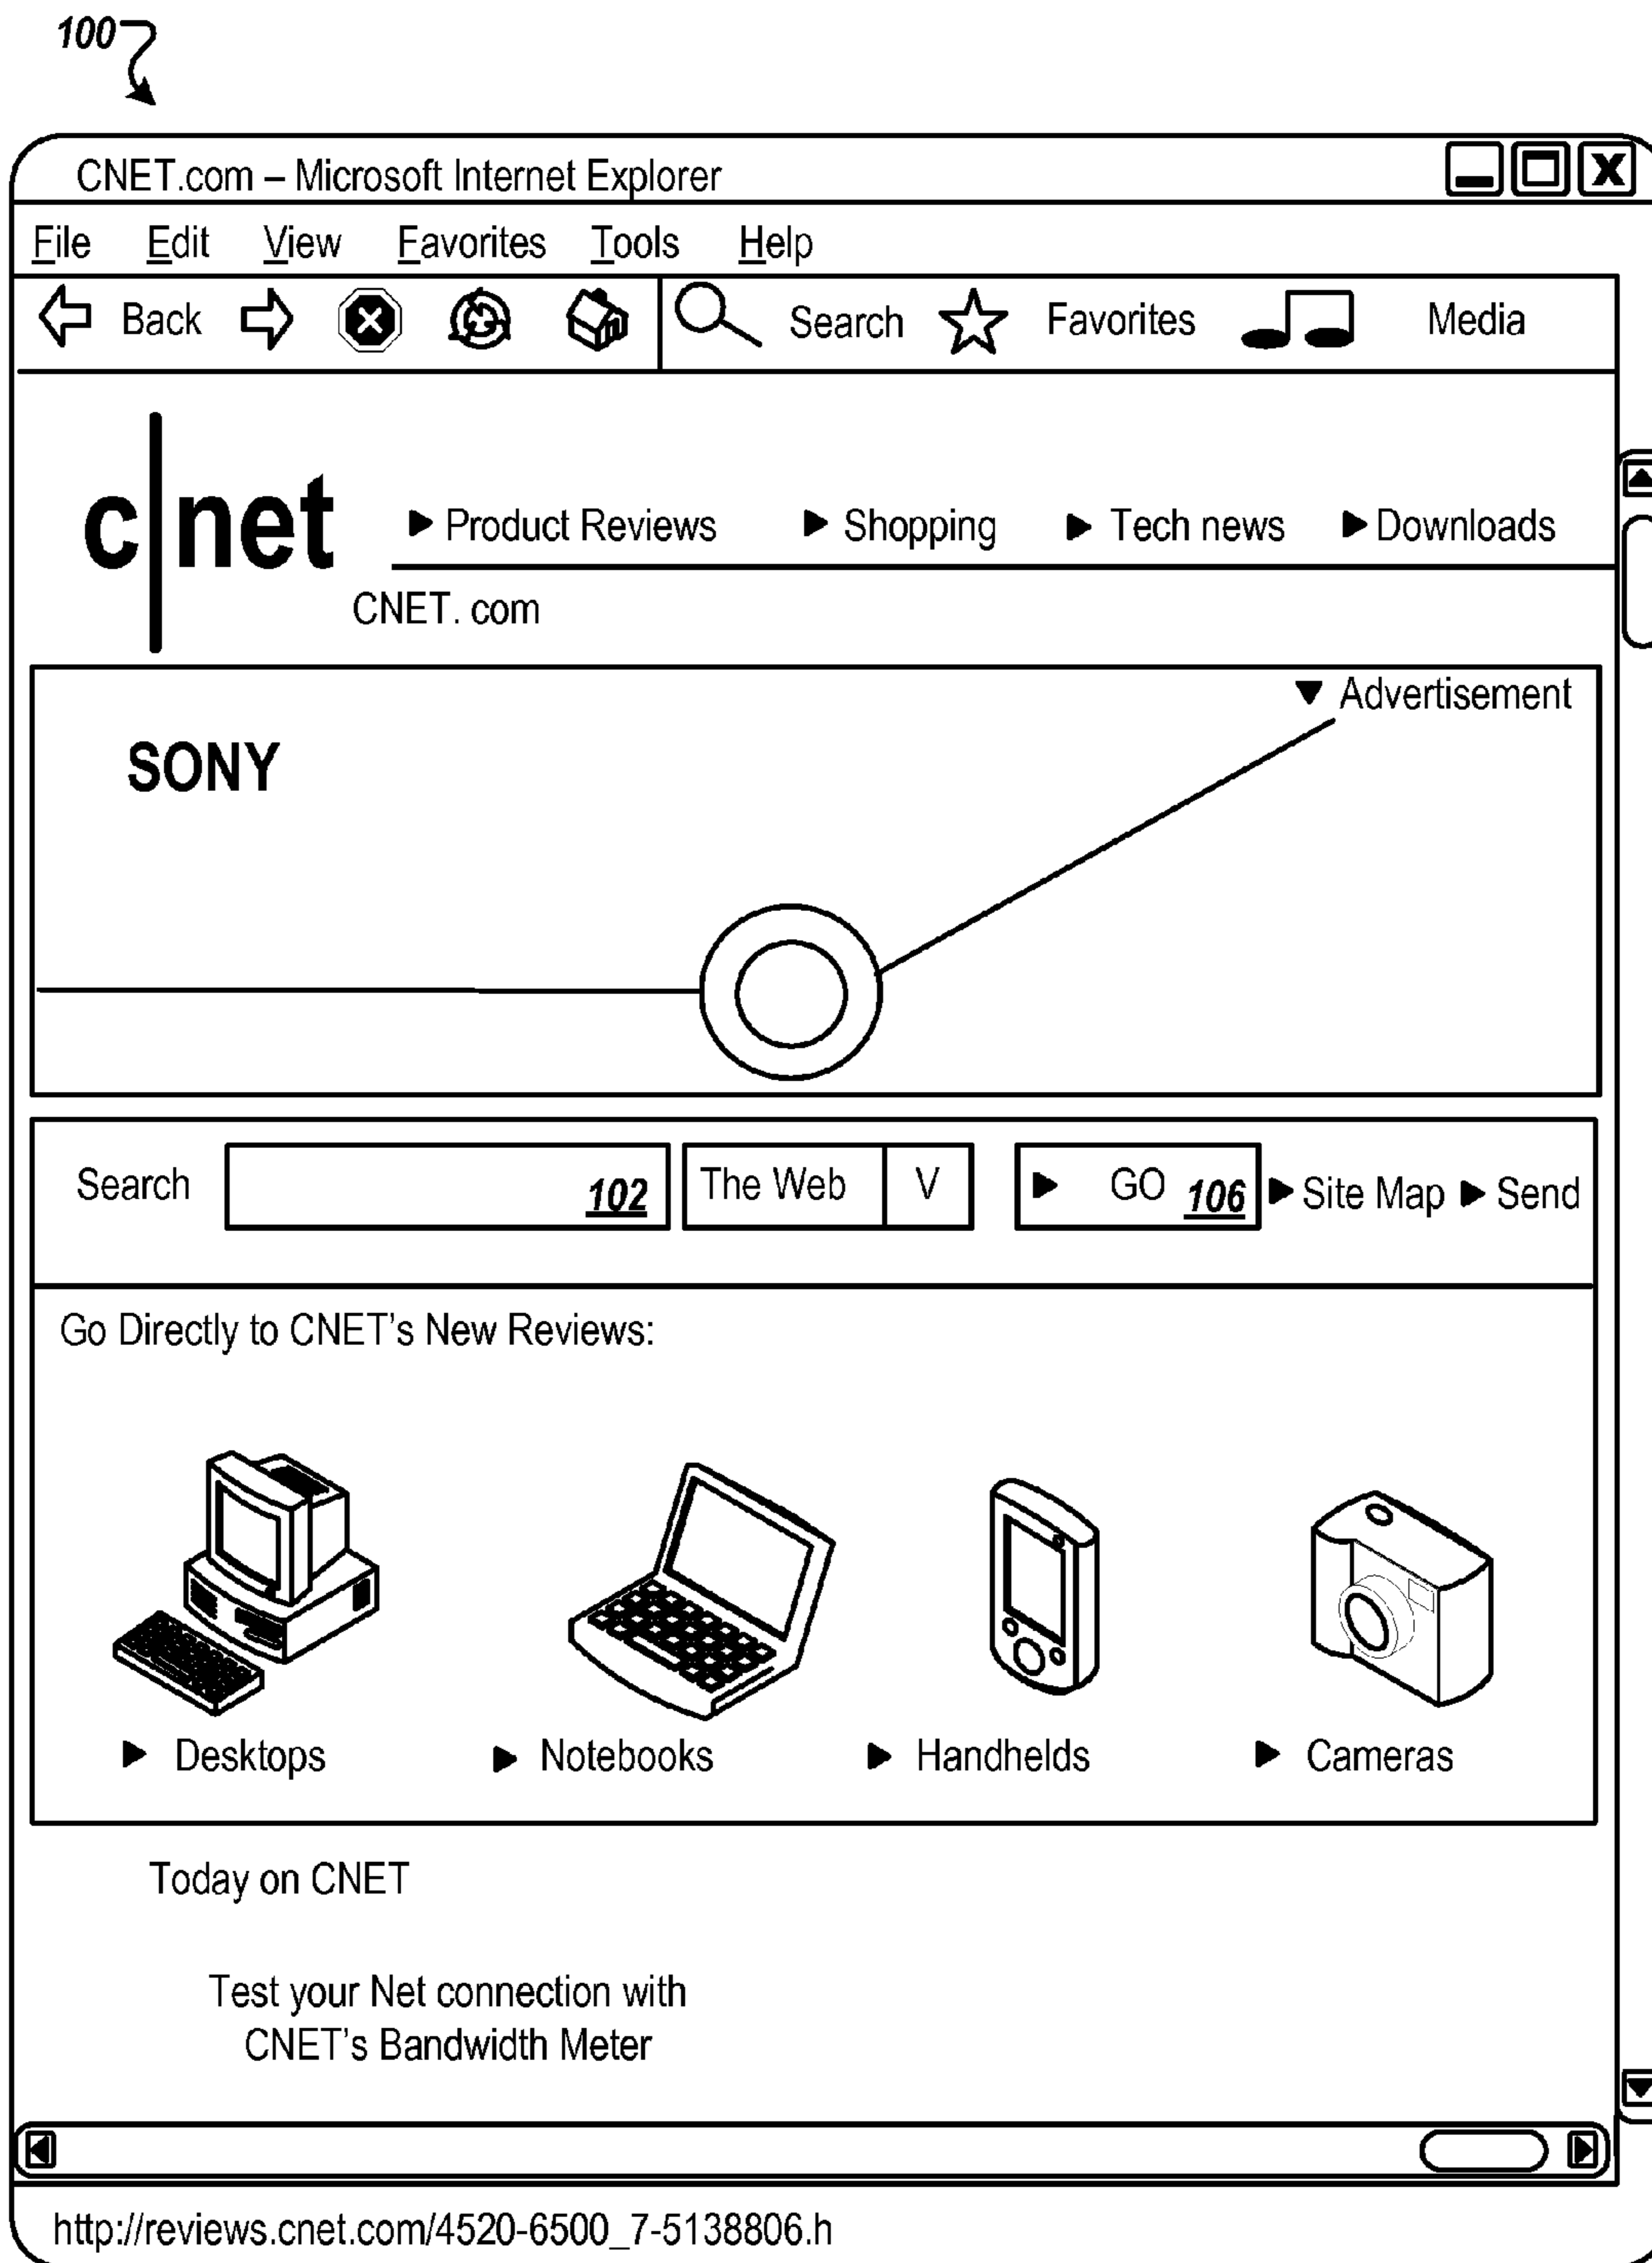 100
CNET.com – Microsoft Internet Explorer
File Edit View Favorites Tools Help
Back Search Favorites Media
c|net
Product Reviews Shopping Tech news Downloads
CNET. com
Advertisement
SONY
Search 102 The Web V GO 106 Site Map Send
Go Directly to CNET's New Reviews:
Desktops Notebooks Handhelds Cameras
Today on CNET
Test your Net connection with
CNET's Bandwidth Meter
http://reviews.cnet.com/4520-6500_7-5138806.h